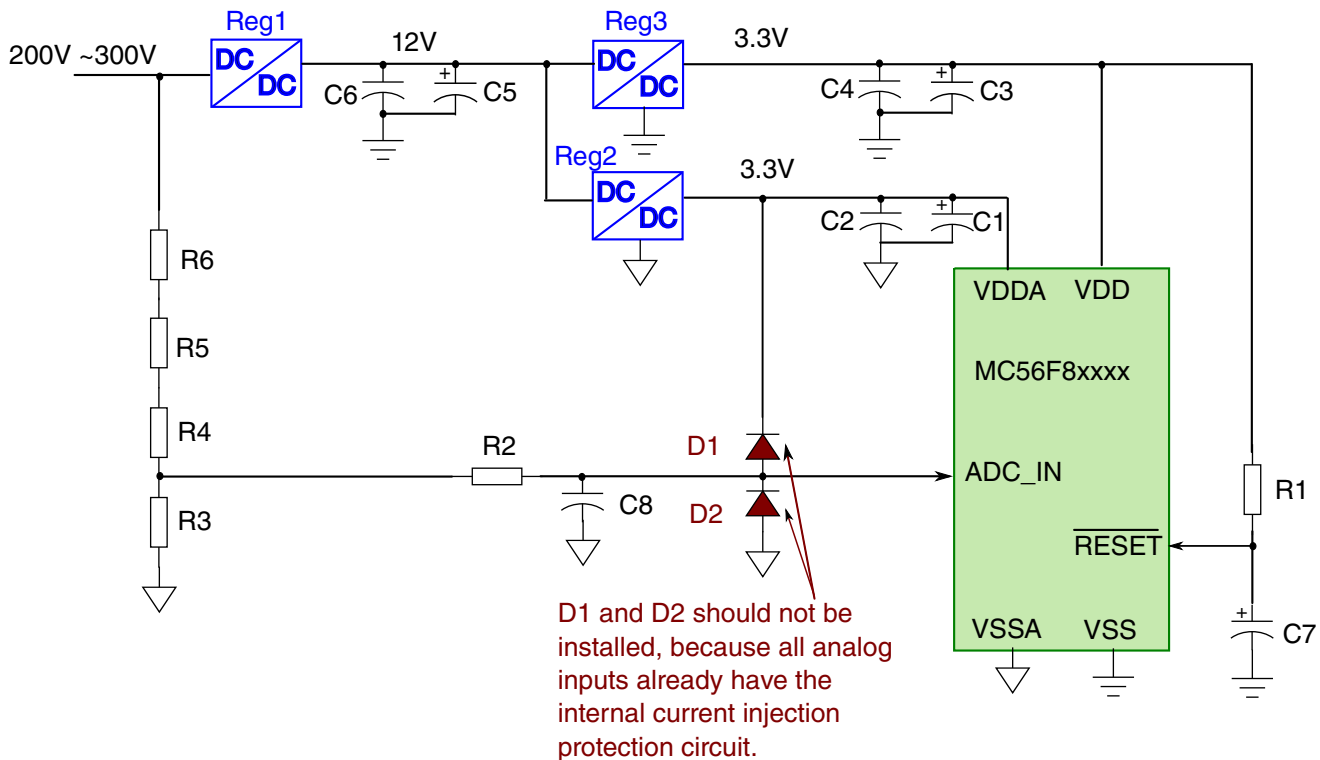 Reg1
Reg3
200V ~300V
12V
3.3V
DC
DC
DC
DC
C6
C5
C4
C3
Reg2
3.3V
DC
DC
C2
C1
R6
VDDA
VDD
R5
MC56F8xxxx
R4
R2
D1
ADC_IN
R1
R3
C8
D2
RESET
D1 and D2 should not be
installed, because all analog
inputs already have the
internal current injection
protection circuit.
VSSA
VSS
C7